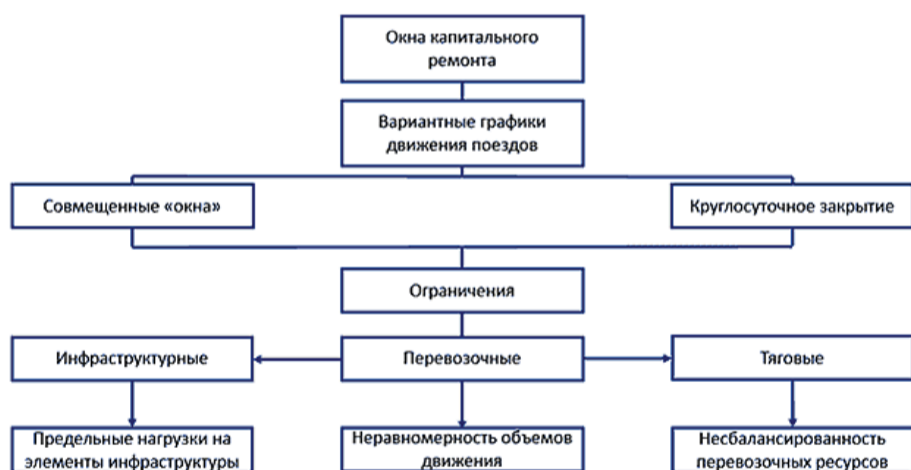 Окна капитального
ремонта
Вариантные графики
движения поездов
Совмещенные «окна»
Круглосуточное закрытие
Ограничения
Инфраструктурные
Перевозочные
Тяговые
Предельные нагрузки на
элементы инфраструктуры
Неравномерность объемов
движения
Несбалансированность
перевозочных ресурсов